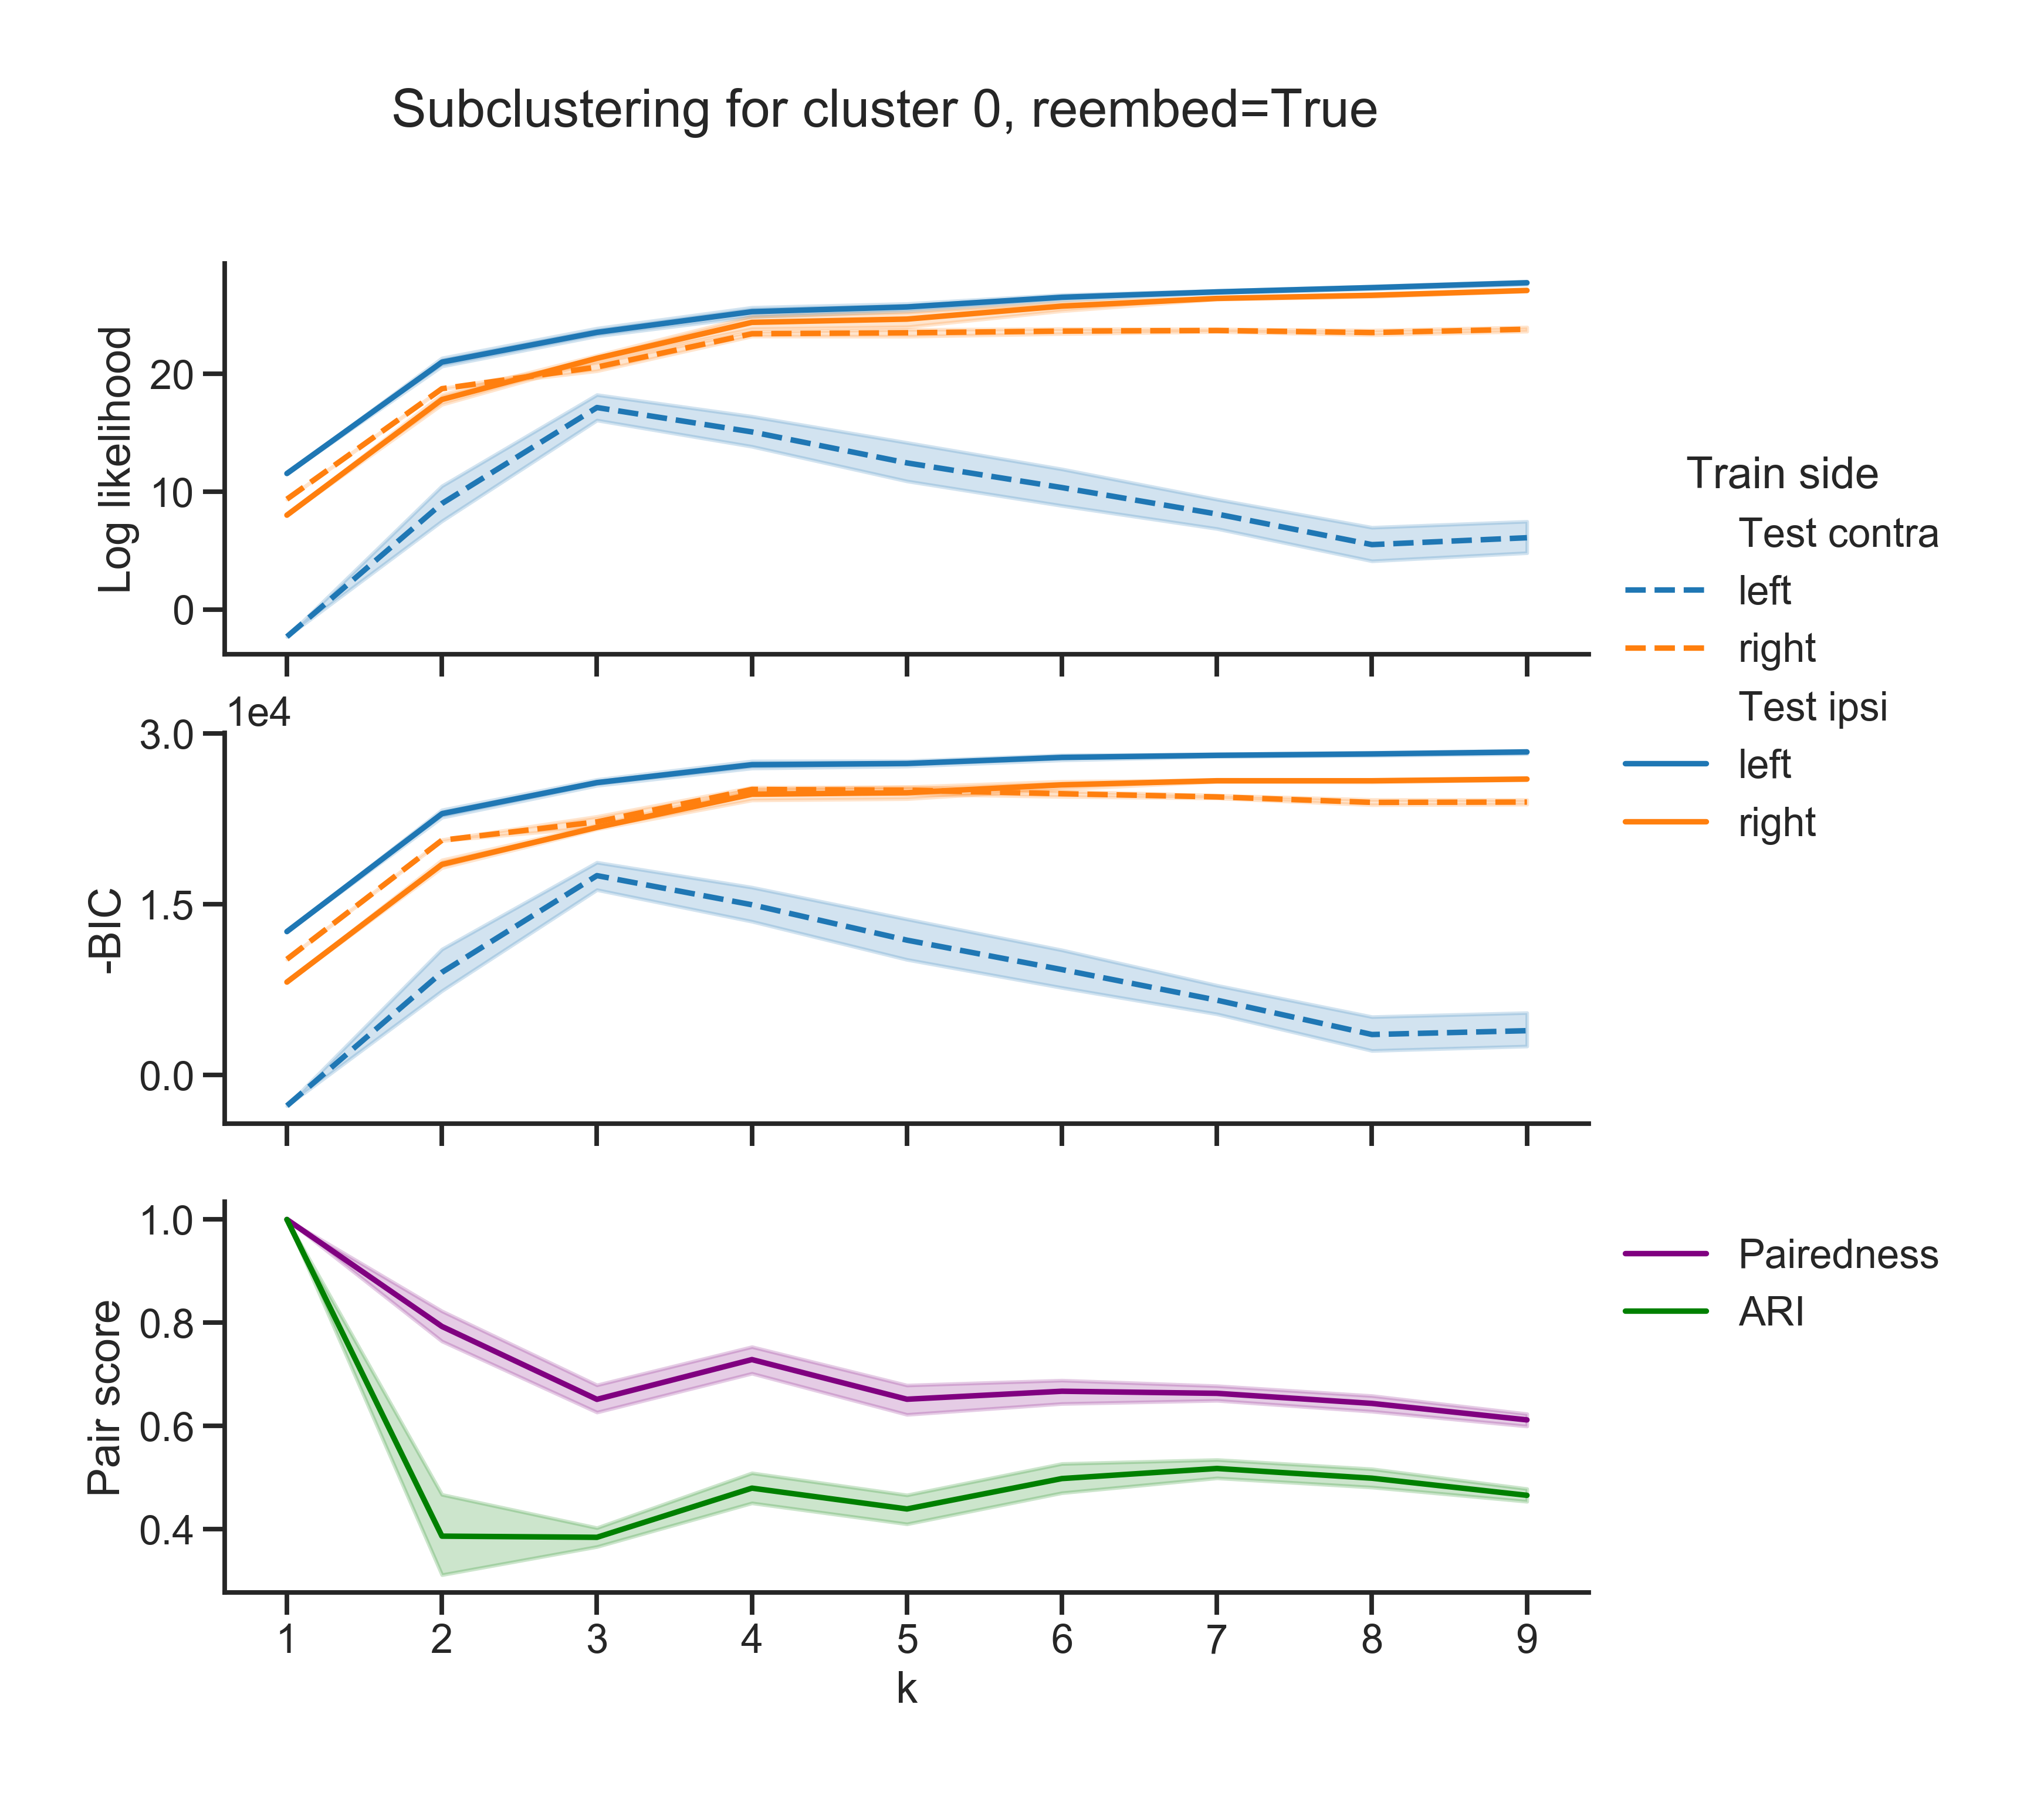 Subclustering for cluster 0, reembed=True
Log likelihood
20
10
0
Train side
Test contra
left
right
Test ipsi
left
right
1e4
-BIC
3.0
1.5
0.0
Pair score
1.0
0.8
0.6
0.4
Pairedness
ARI
1 2 3 4 5 6 7 8 9
k